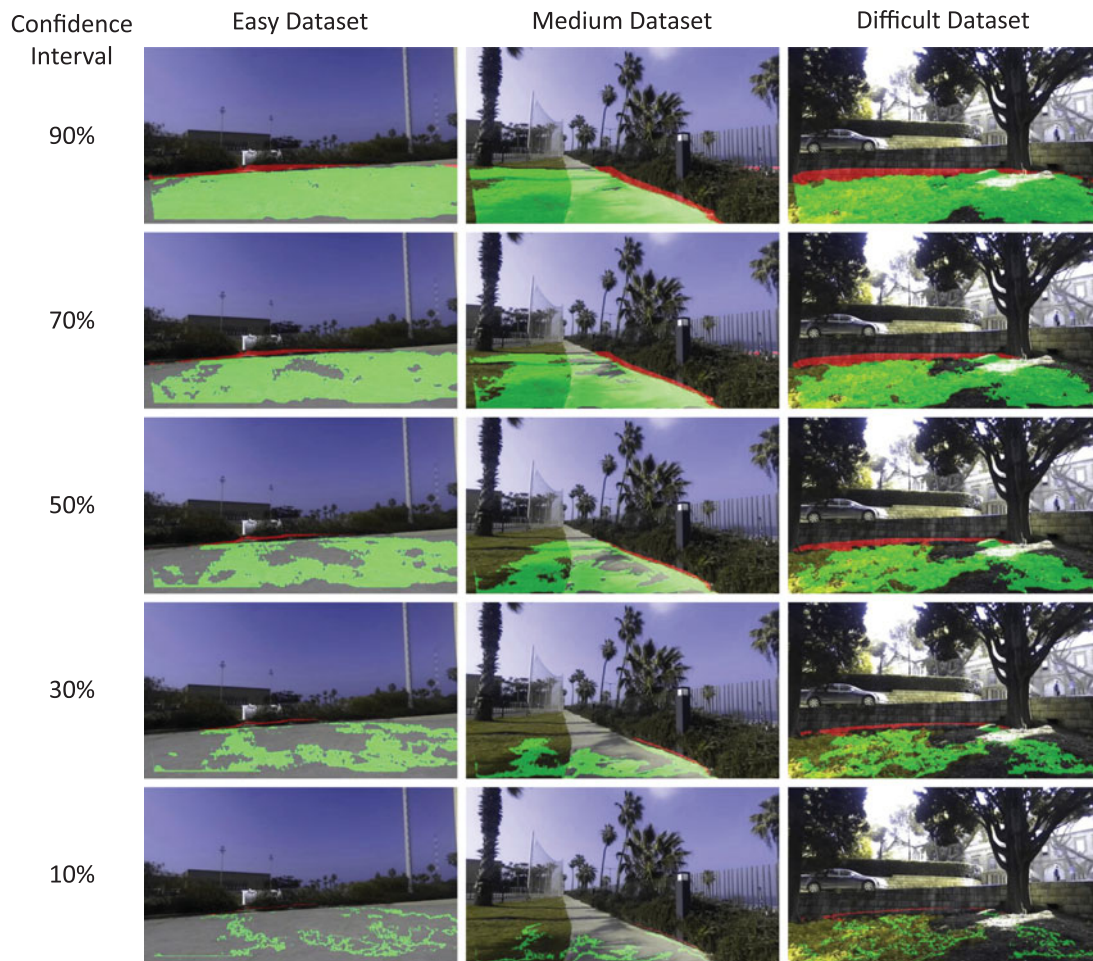 Confidence
Interval
Easy Dataset
Medium Dataset
Difficult Dataset
90%
70%
50%
30%
10%